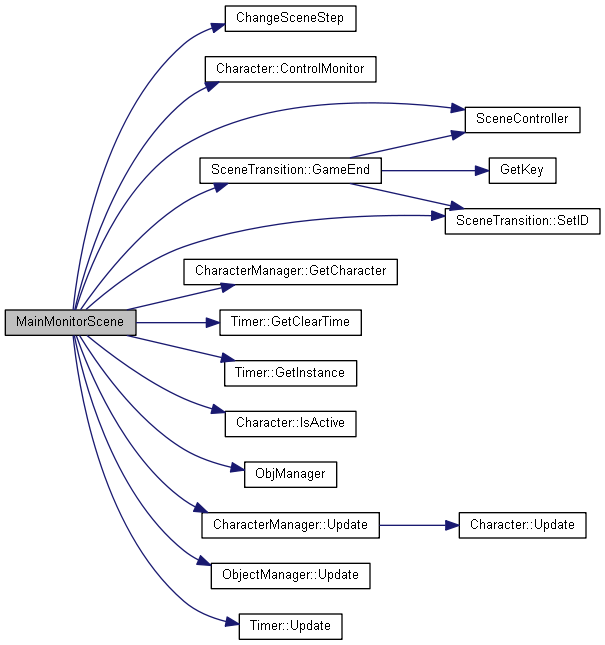 ChangeSceneStep
Character::ControlMonitor
SceneController
SceneTransition::GameEnd
GetKey
SceneTransition::SetID
CharacterManager::GetCharacter
MainMonitorScene
Timer::GetClearTime
Timer::GetInstance
Character::IsActive
ObjManager
CharacterManager::Update
Character::Update
ObjectManager::Update
Timer::Update